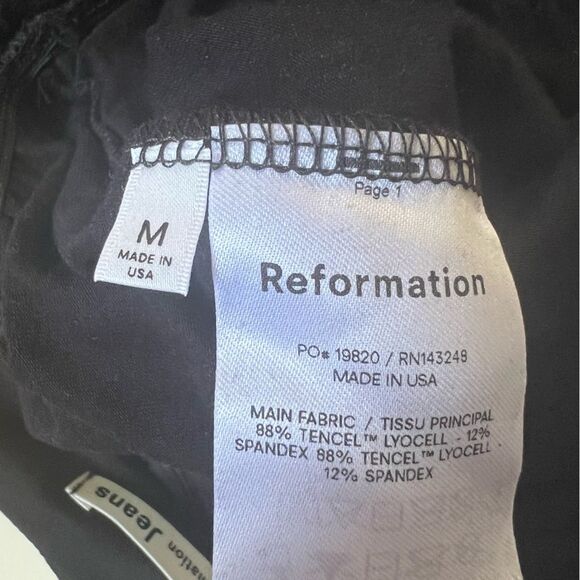 Page 1
M
MADE IN
USA
Reformation
PO# 19820 / RN143248
MADE IN USA
MAIN FABRIC / TISSU PRINCIPAL
88% TENCEL™ LYOCELL - 12%
SPANDEX 88% TENCEL™ LYOCELL
12% SPANDEX
mation Jeans